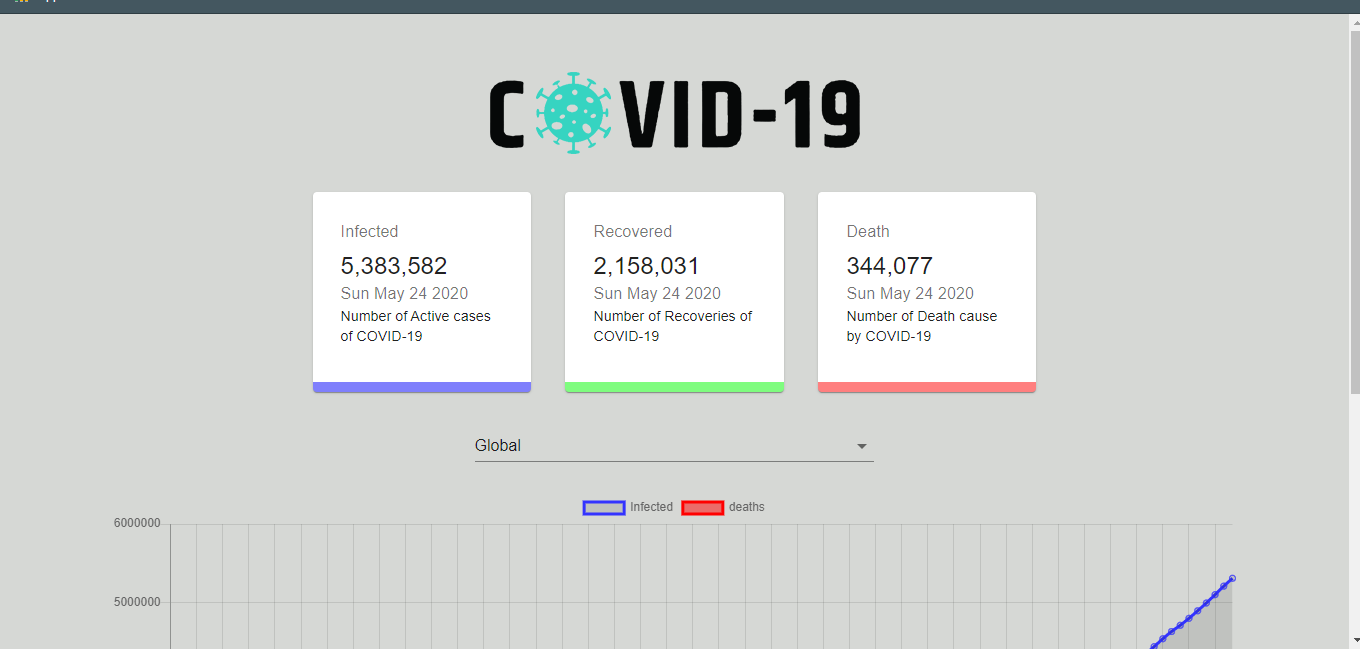 COVID-19
Infected
5,383,582
Sun May 24 2020
Number of Active cases
of COVID-19
Recovered
2,158,031
Sun May 24 2020
Number of Recoveries of
COVID-19
Death
344,077
Sun May 24 2020
Number of Death cause
by COVID-19
Global
Infected deaths
6000000
5000000